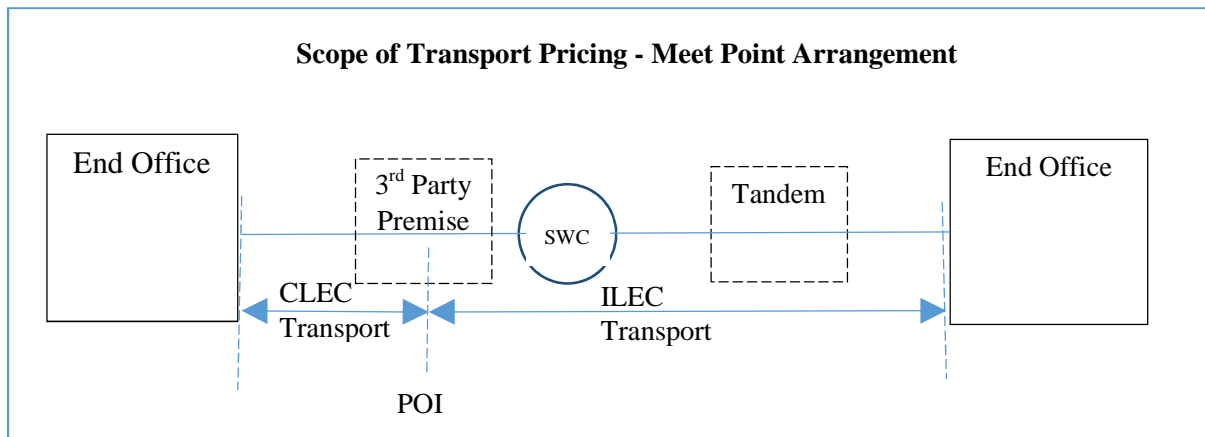 Scope of Transport Pricing - Meet Point Arrangement
End Office
3rd Party
Premise
SWC
Tandem
End Office
CLEC
Transport
ILEC
Transport
POI